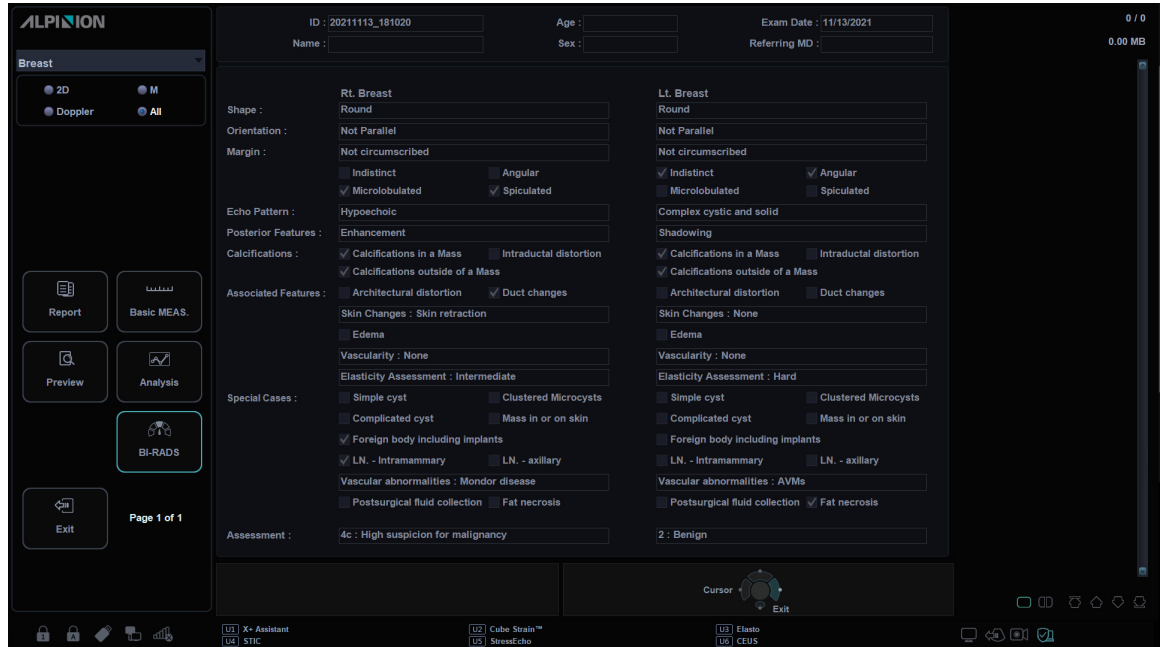 ALPINION
ID : 20211113_181020 Age : Exam Date : 11/13/2021
Name : Sex : Referring MD :
0 / 0
0.00 MB
Breast
2D M
Doppler All
Report Basic MEAS.
Preview Analysis
BI-RADS
Exit Page 1 of 1
Rt. Breast Lt. Breast
Shape : Round Round
Orientation : Not Parallel Not Parallel
Margin : Not circumscribed Not circumscribed
Indistinct Angular Indistinct Angular
Microlobulated Spiculated Microlobulated Spiculated
Echo Pattern : Hypoechoic Complex cystic and solid
Posterior Features : Enhancement Shadowing
Calcifications : Calcifications in a Mass Intraductal distortion Calcifications in a Mass Intraductal distortion
Calcifications outside of a Mass Calcifications outside of a Mass
Associated Features : Architectural distortion Duct changes Architectural distortion Duct changes
Skin Changes : Skin retraction Skin Changes : None
Edema Edema
Vascularity : None Vascularity : None
Elasticity Assessment : Intermediate Elasticity Assessment : Hard
Special Cases : Simple cyst Clustered Microcysts Simple cyst Clustered Microcysts
Complicated cyst Mass in or on skin Complicated cyst Mass in or on skin
Foreign body including implants Foreign body including implants
LN. - Intramammary LN. - axillary LN. - Intramammary LN. - axillary
Vascular abnormalities : Mondor disease Vascular abnormalities : AVMs
Postsurgical fluid collection Fat necrosis Postsurgical fluid collection Fat necrosis
Assessment : 4c : High suspicion for malignancy 2 : Benign
Cursor
Exit
U1 X+ Assistant U2 Cube Strain™ U3 Elasto
U4 STIC U5 StressEcho U6 CEUS